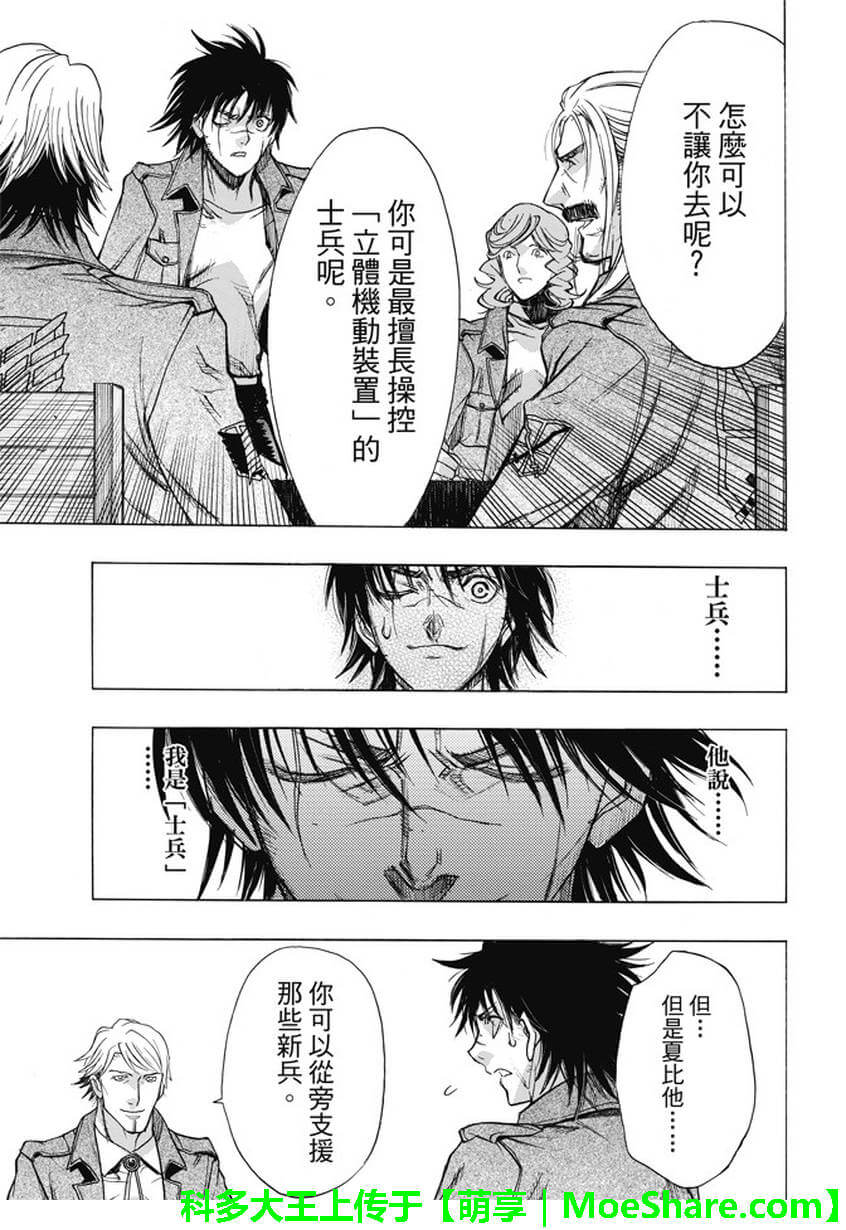 怎麼可以
不讓你去呢？
你可是最擅長操控
「立體機動裝置」的
士兵呢。
士兵……
他說……
我是「士兵」
……
但…
但是夏比他……
你可以從旁支援
那些新兵。
科多大王上传于【萌享｜MoeShare.com】